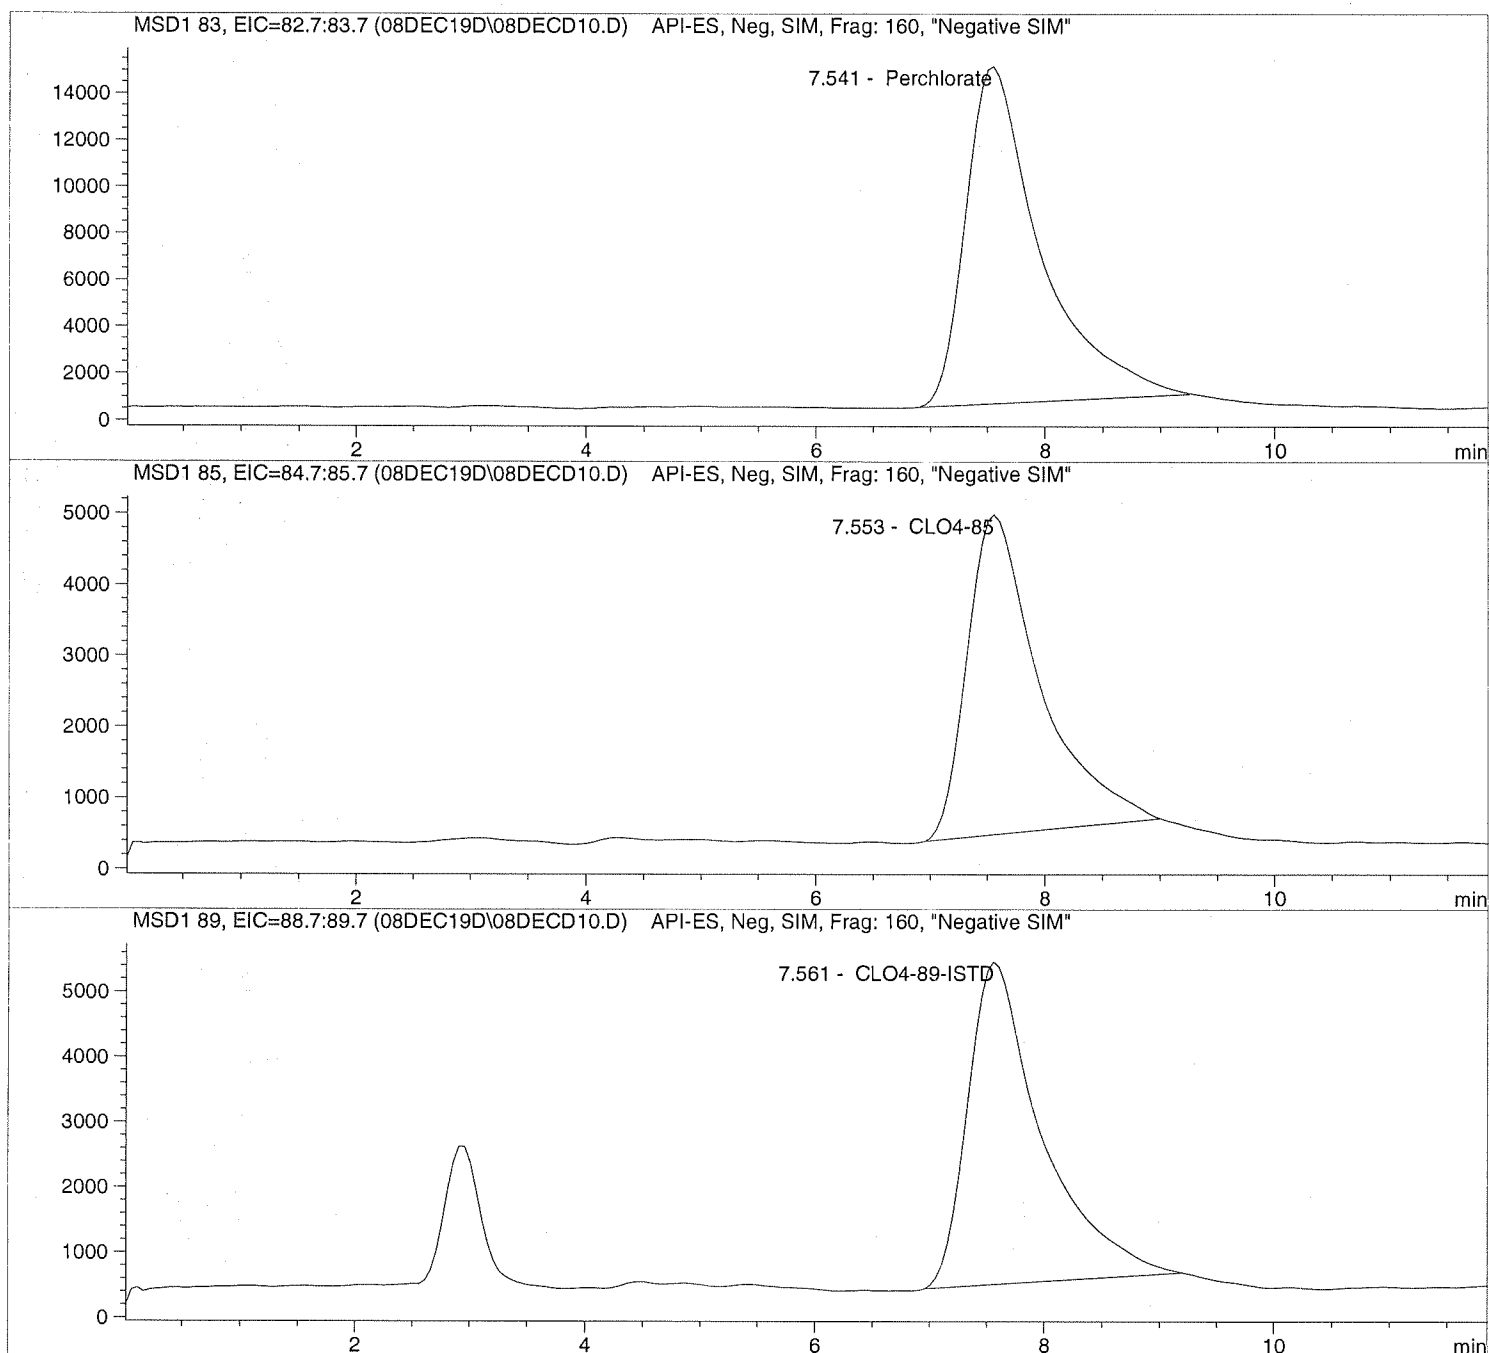 MSD1 83, EIC=82.7:83.7 (08DEC19D\08DECD10.D) API-ES, Neg, SIM, Frag: 160, "Negative SIM"
7.541 - Perchlorate
14000
12000
10000
8000
6000
4000
2000
0
2 4 6 8 10 min
MSD1 85, EIC=84.7:85.7 (08DEC19D\08DECD10.D) API-ES, Neg, SIM, Frag: 160, "Negative SIM"
5000
7.553 - CLO4-85
4000
3000
2000
1000
0
2 4 6 8 10 min
MSD1 89, EIC=88.7:89.7 (08DEC19D\08DECD10.D) API-ES, Neg, SIM, Frag: 160, "Negative SIM"
7.561 - CLO4-89-ISTD
5000
4000
3000
2000
1000
0
2 4 6 8 10 min